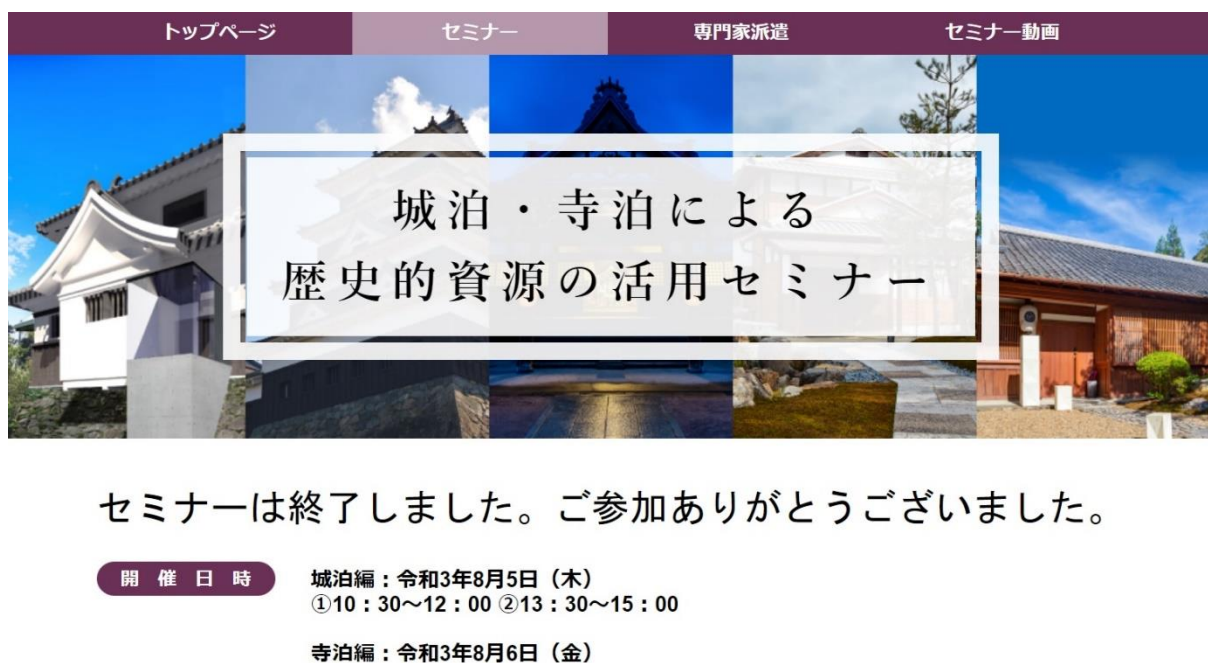 トップページ
セミナー
専門家派遣
セミナー動画
城泊・寺泊による
歴史的資源の活用セミナー
セミナーは終了しました。ご参加ありがとうございました。
開催日時
城泊編：令和3年8月5日（木）
①10：30～12：00 ②13：30～15：00
寺泊編：令和3年8月6日（金）